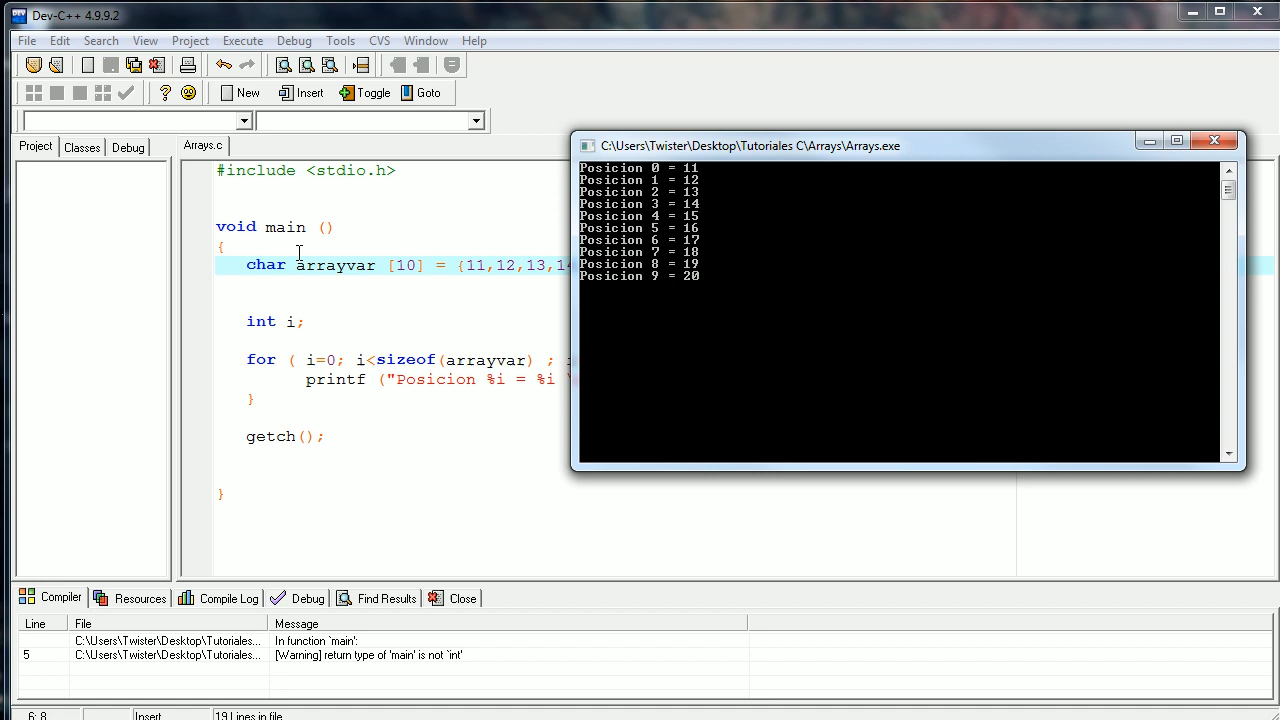 Dev-C++ 4.9.9.2
File Edit Search View Project Execute Debug Tools CVS Window Help
New Insert Toggle Goto
Project Classes Debug
Arrays.c
#include <stdio.h>
void main ()
{
char arrayvar [10] = {11,12,13,14
int i;
for ( i=0; i<sizeof(arrayvar) ; i
printf ("Posicion %i = %i \
}
getch();
}
C:\Users\Twister\Desktop\Tutoriales C\Arrays\Arrays.exe
Posicion 0 = 11
Posicion 1 = 12
Posicion 2 = 13
Posicion 3 = 14
Posicion 4 = 15
Posicion 5 = 16
Posicion 6 = 17
Posicion 7 = 18
Posicion 8 = 19
Posicion 9 = 20
Compiler Resources Compile Log Debug Find Results Close
Line File Message
C:\Users\Twister\Desktop\Tutoriales... In function `main':
5 C:\Users\Twister\Desktop\Tutoriales... [Warning] return type of 'main' is not `int'
6: 8 Insert 19 Lines in file